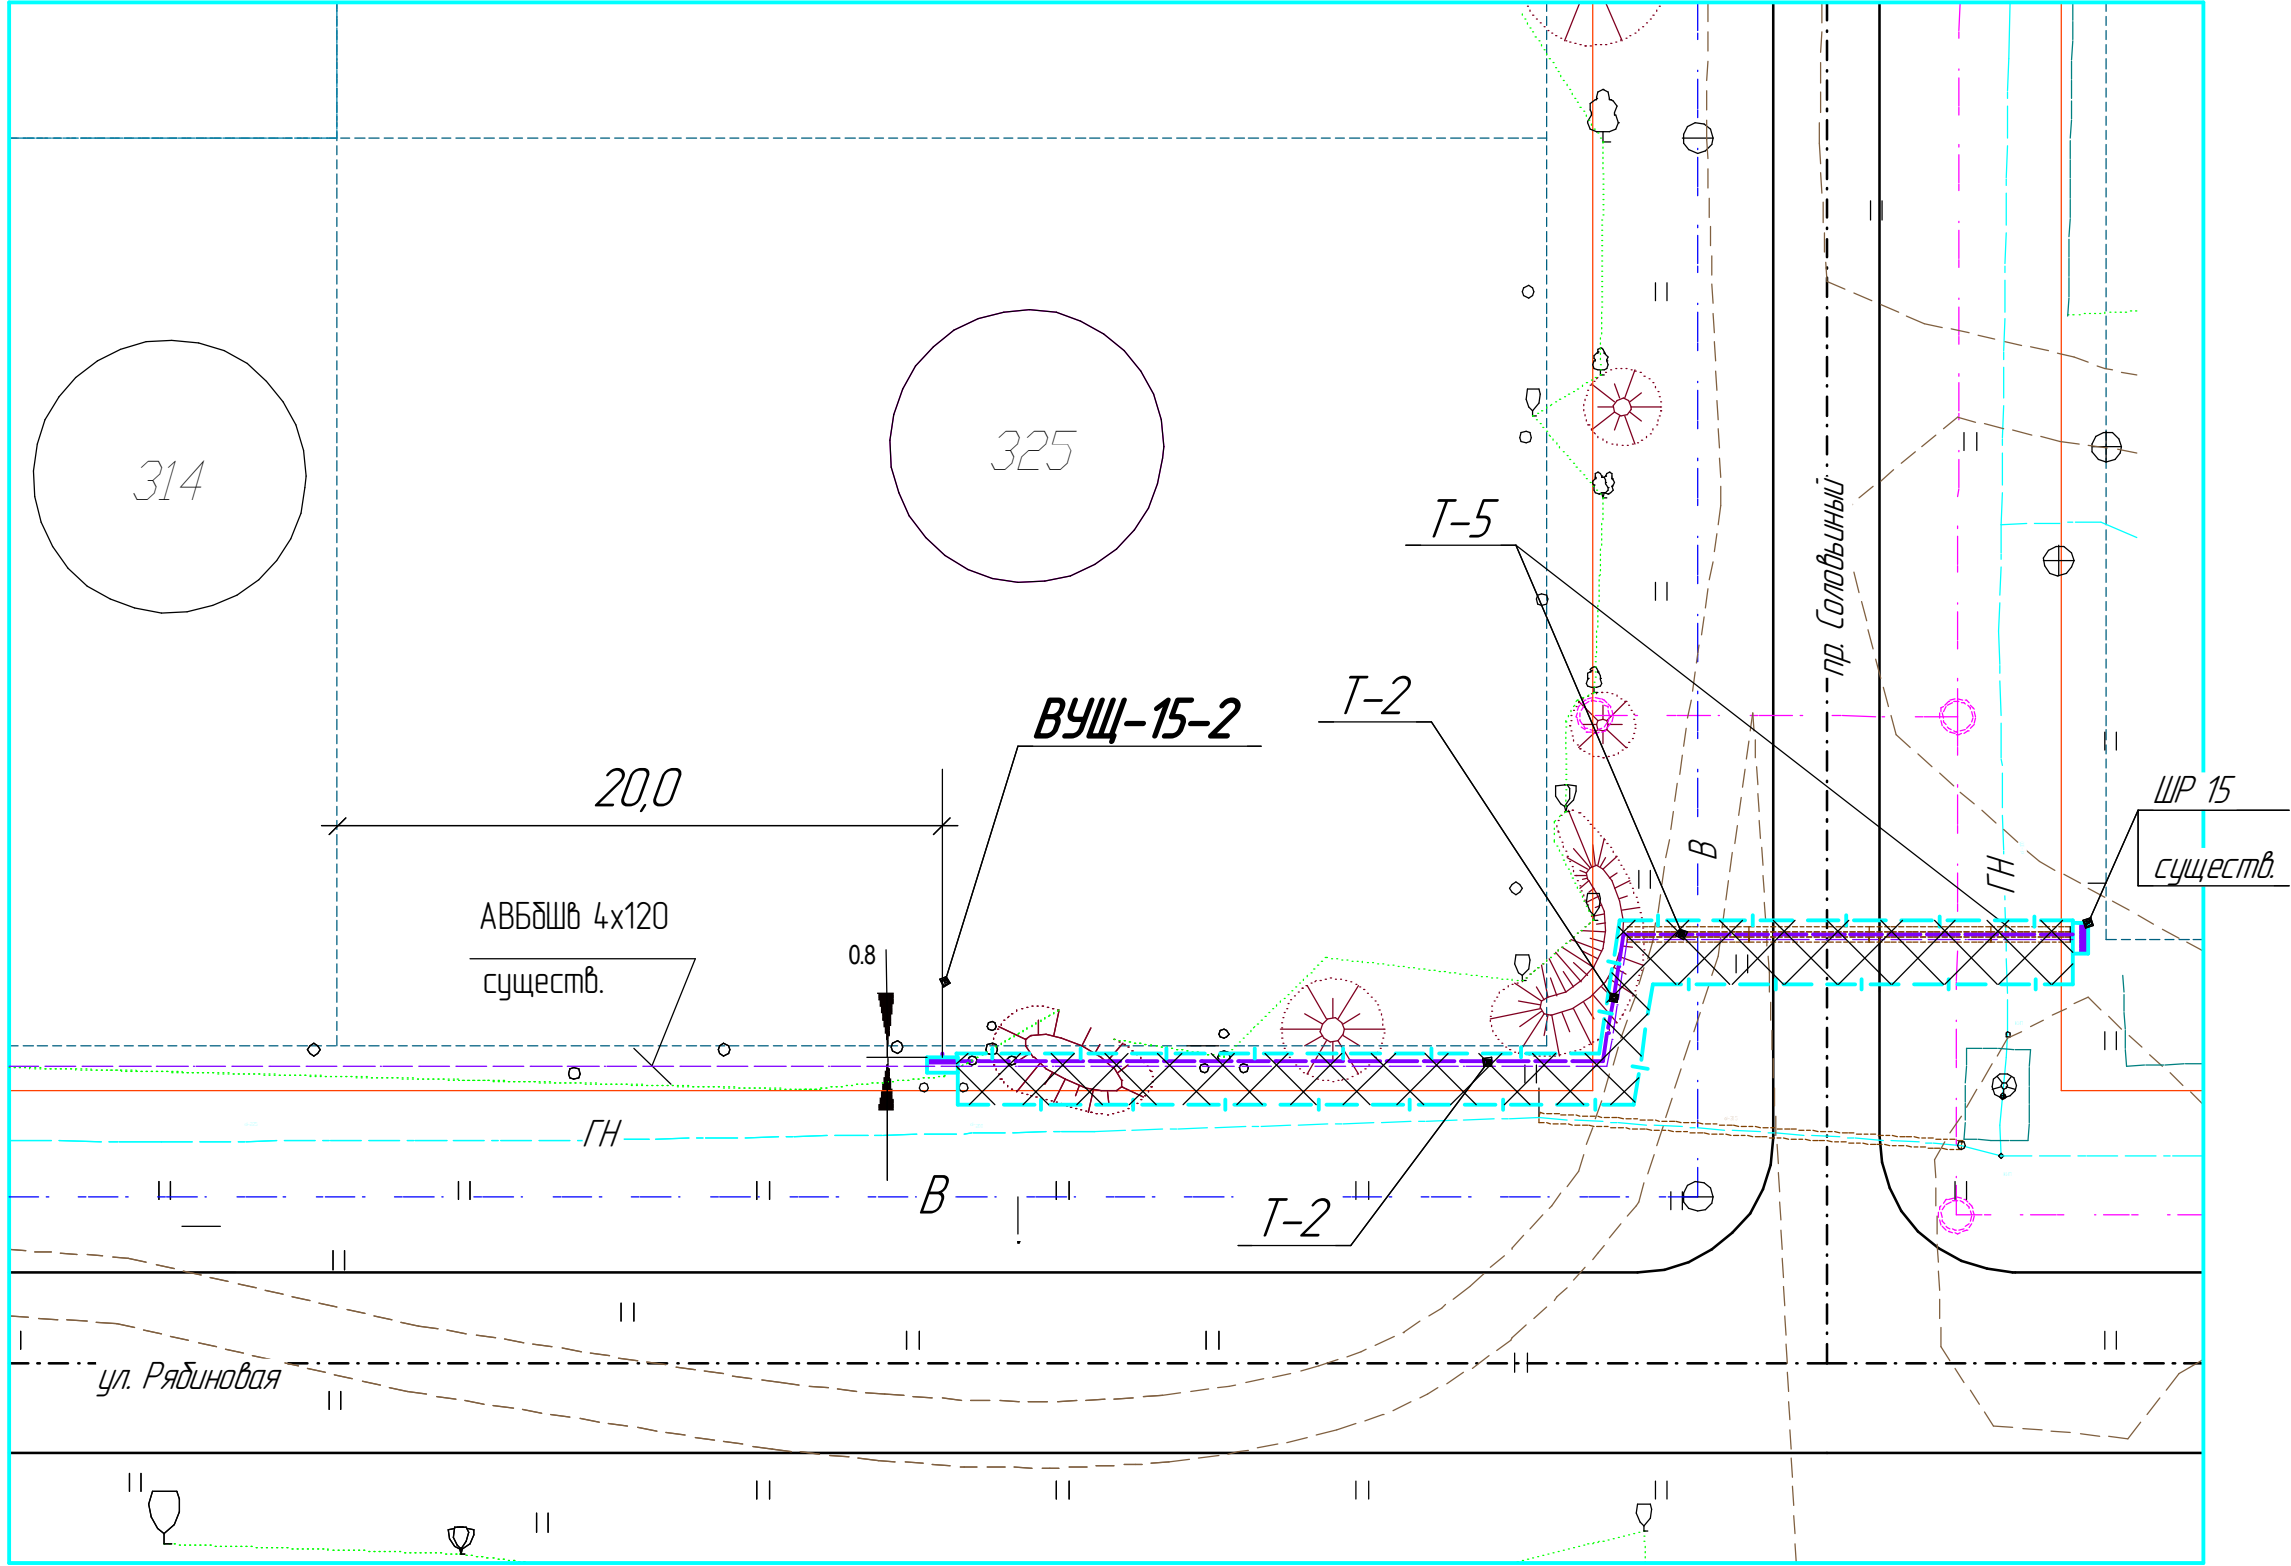 314
325
Т-5
пр. Соловьиный
Т-2
ВУЩ-15-2
20,0
ШР 15
существ.
В
ГН
АВБбШв 4х120
существ.
0.8
ГН
В
Т-2
ул. Рябиновая